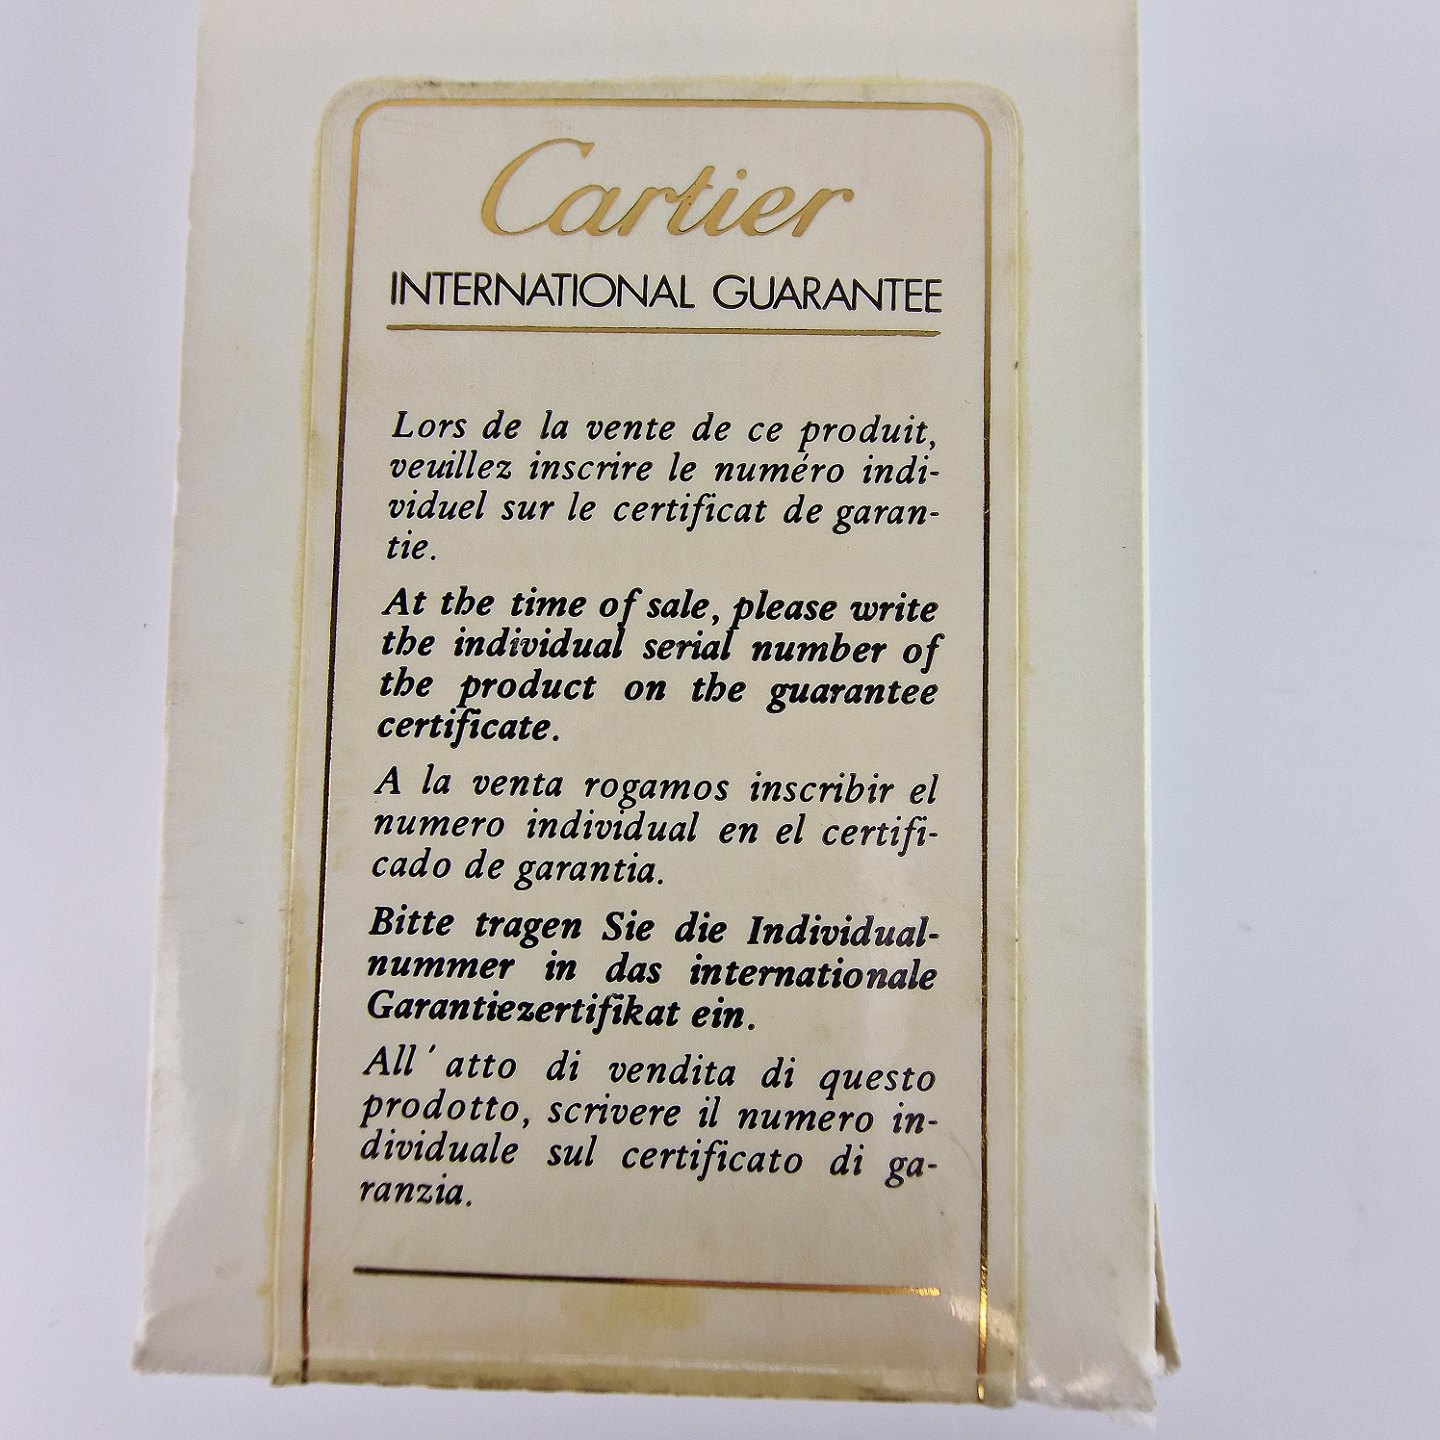 Cartier
INTERNATIONAL GUARANTEE
Lors de la vente de ce produit,
veuillez inscrire le numéro indi-
viduel sur le certificat de garan-
tie.
At the time of sale, please write
the individual serial number of
the product on the guarantee
certificate.
A la venta rogamos inscribir el
numero individual en el certifi-
cado de garantia.
Bitte tragen Sie die Individual-
nummer in das internationale
Garantiezertifikat ein.
All' atto di vendita di questo
prodotto, scrivere il numero in-
dividuale sul certificato di ga-
ranzia.